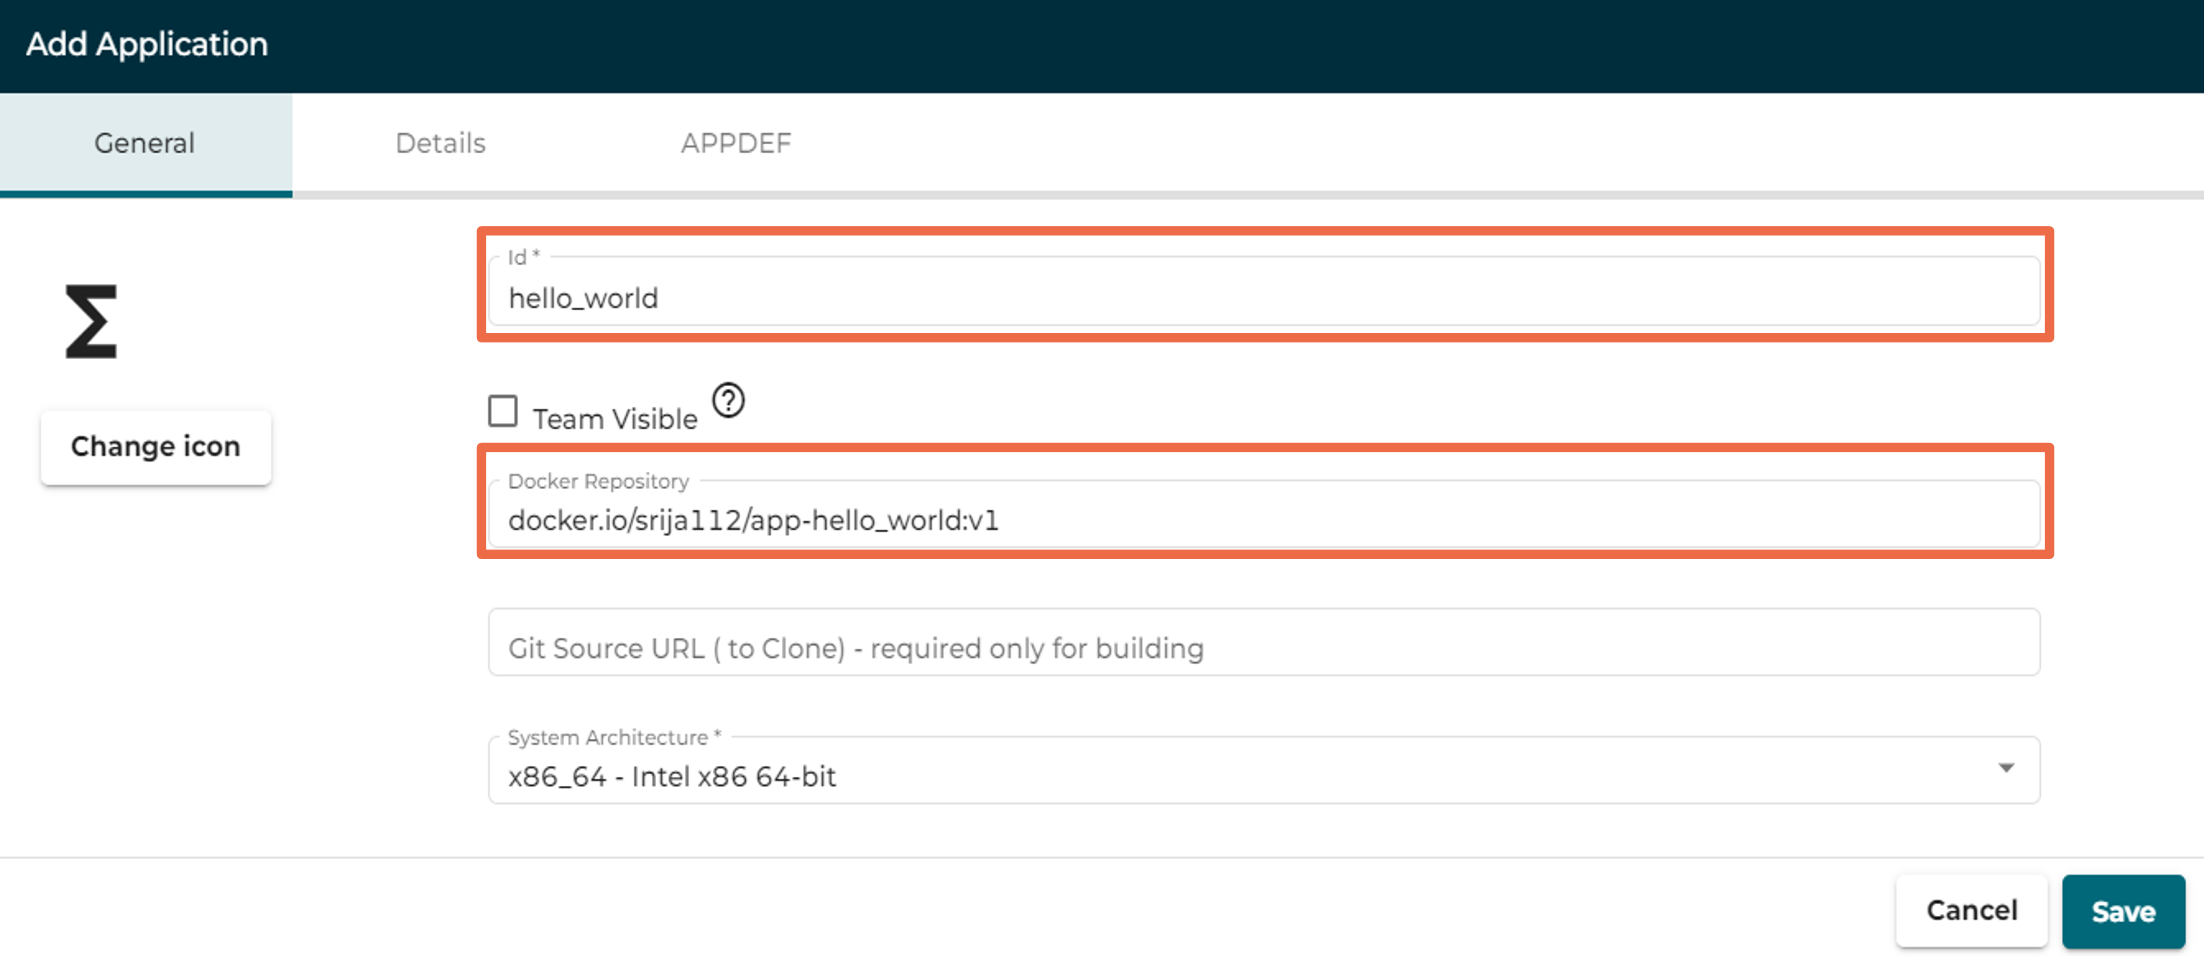 Add Application
General Details APPDEF
Id *
hello_world
Team Visible ?
Change icon
Docker Repository
docker.io/srija112/app-hello_world:v1
Git Source URL ( to Clone) - required only for building
System Architecture *
x86_64 - Intel x86 64-bit
Cancel Save